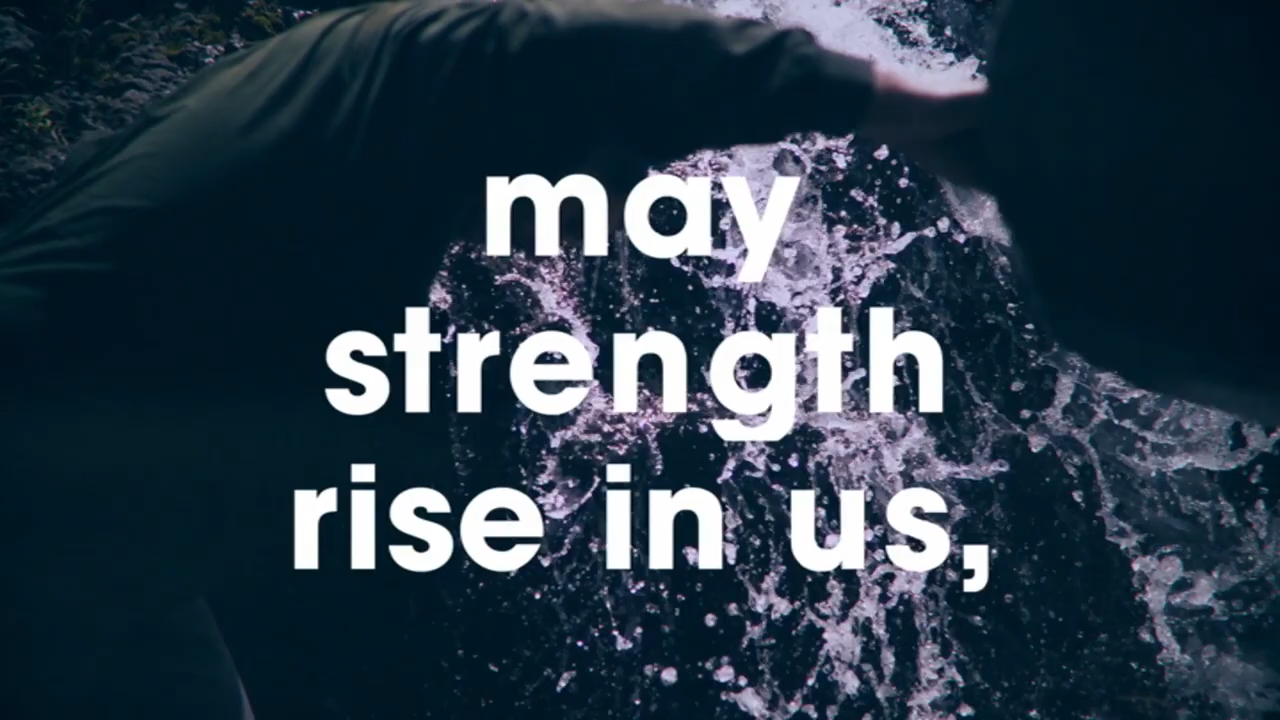 may
strength
rise in us,